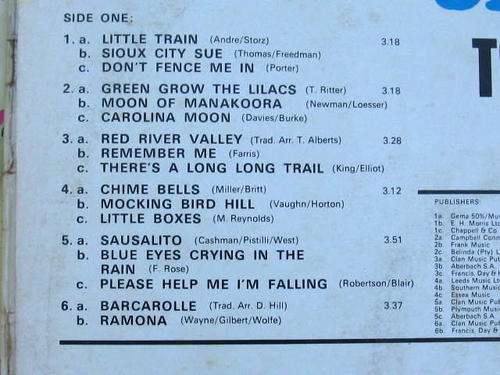 SIDE ONE:
1. a. LITTLE TRAIN (Andre/Storz) 3.18
b. SIOUX CITY SUE (Thomas/Freedman)
c. DON'T FENCE ME IN (Porter)
2. a. GREEN GROW THE LILACS (T. Ritter) 3.18
b. MOON OF MANAKOORA (Newman/Loesser)
c. CAROLINA MOON (Davies/Burke)
3. a. RED RIVER VALLEY (Trad. Arr. T. Alberts) 3.28
b. REMEMBER ME (Farris)
c. THERE'S A LONG LONG TRAIL (King/Elliot)
4. a. CHIME BELLS (Miller/Britt) 3.12
b. MOCKING BIRD HILL (Vaughn/Horton)
c. LITTLE BOXES (M. Reynolds)
5. a. SAUSALITO (Cashman/Pistilli/West) 3.51
b. BLUE EYES CRYING IN THE
RAIN (F. Rose)
c. PLEASE HELP ME I'M FALLING (Robertson/Blair)
6. a. BARCAROLLE (Trad. Arr. D. Hill) 3.37
b. RAMONA (Wayne/Gilbert/Wolfe)
PUBLISHERS:
1a. Gema 50%/Mu
1b. E. H. Morris Ltd
1c. Chappell & Co
2a. Campbell Conn
2b. Frank Music
2c. Belinda (Pty) L
3a. Clan Music Pub
3b. Aberbach S.A.
3c. Francis, Day & H
4a. Leeds Music Lt
4b. Southern Music
4c. Essex Music
5a. Clan Music Pub
5b. Plymouth Music
5c. Aberbach S.A.
6a. Clan Music Pub
6b. Francis, Day &